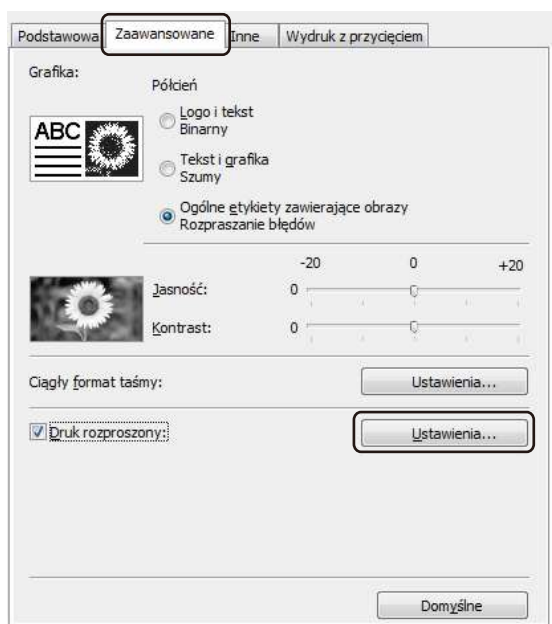 Podstawowa Zaawansowane Inne Wydruk z przycięciem
Grafika:
Półcień
ABC
Logo i tekst
Binarny
Tekst i grafika
Szumy
Ogólne etykiety zawierające obrazy
Rozpraszanie błędów
-20 0 +20
Jasność: 0
Kontrast: 0
Ciągły format taśmy: Ustawienia...
Druk rozproszony: Ustawienia...
Domyślne